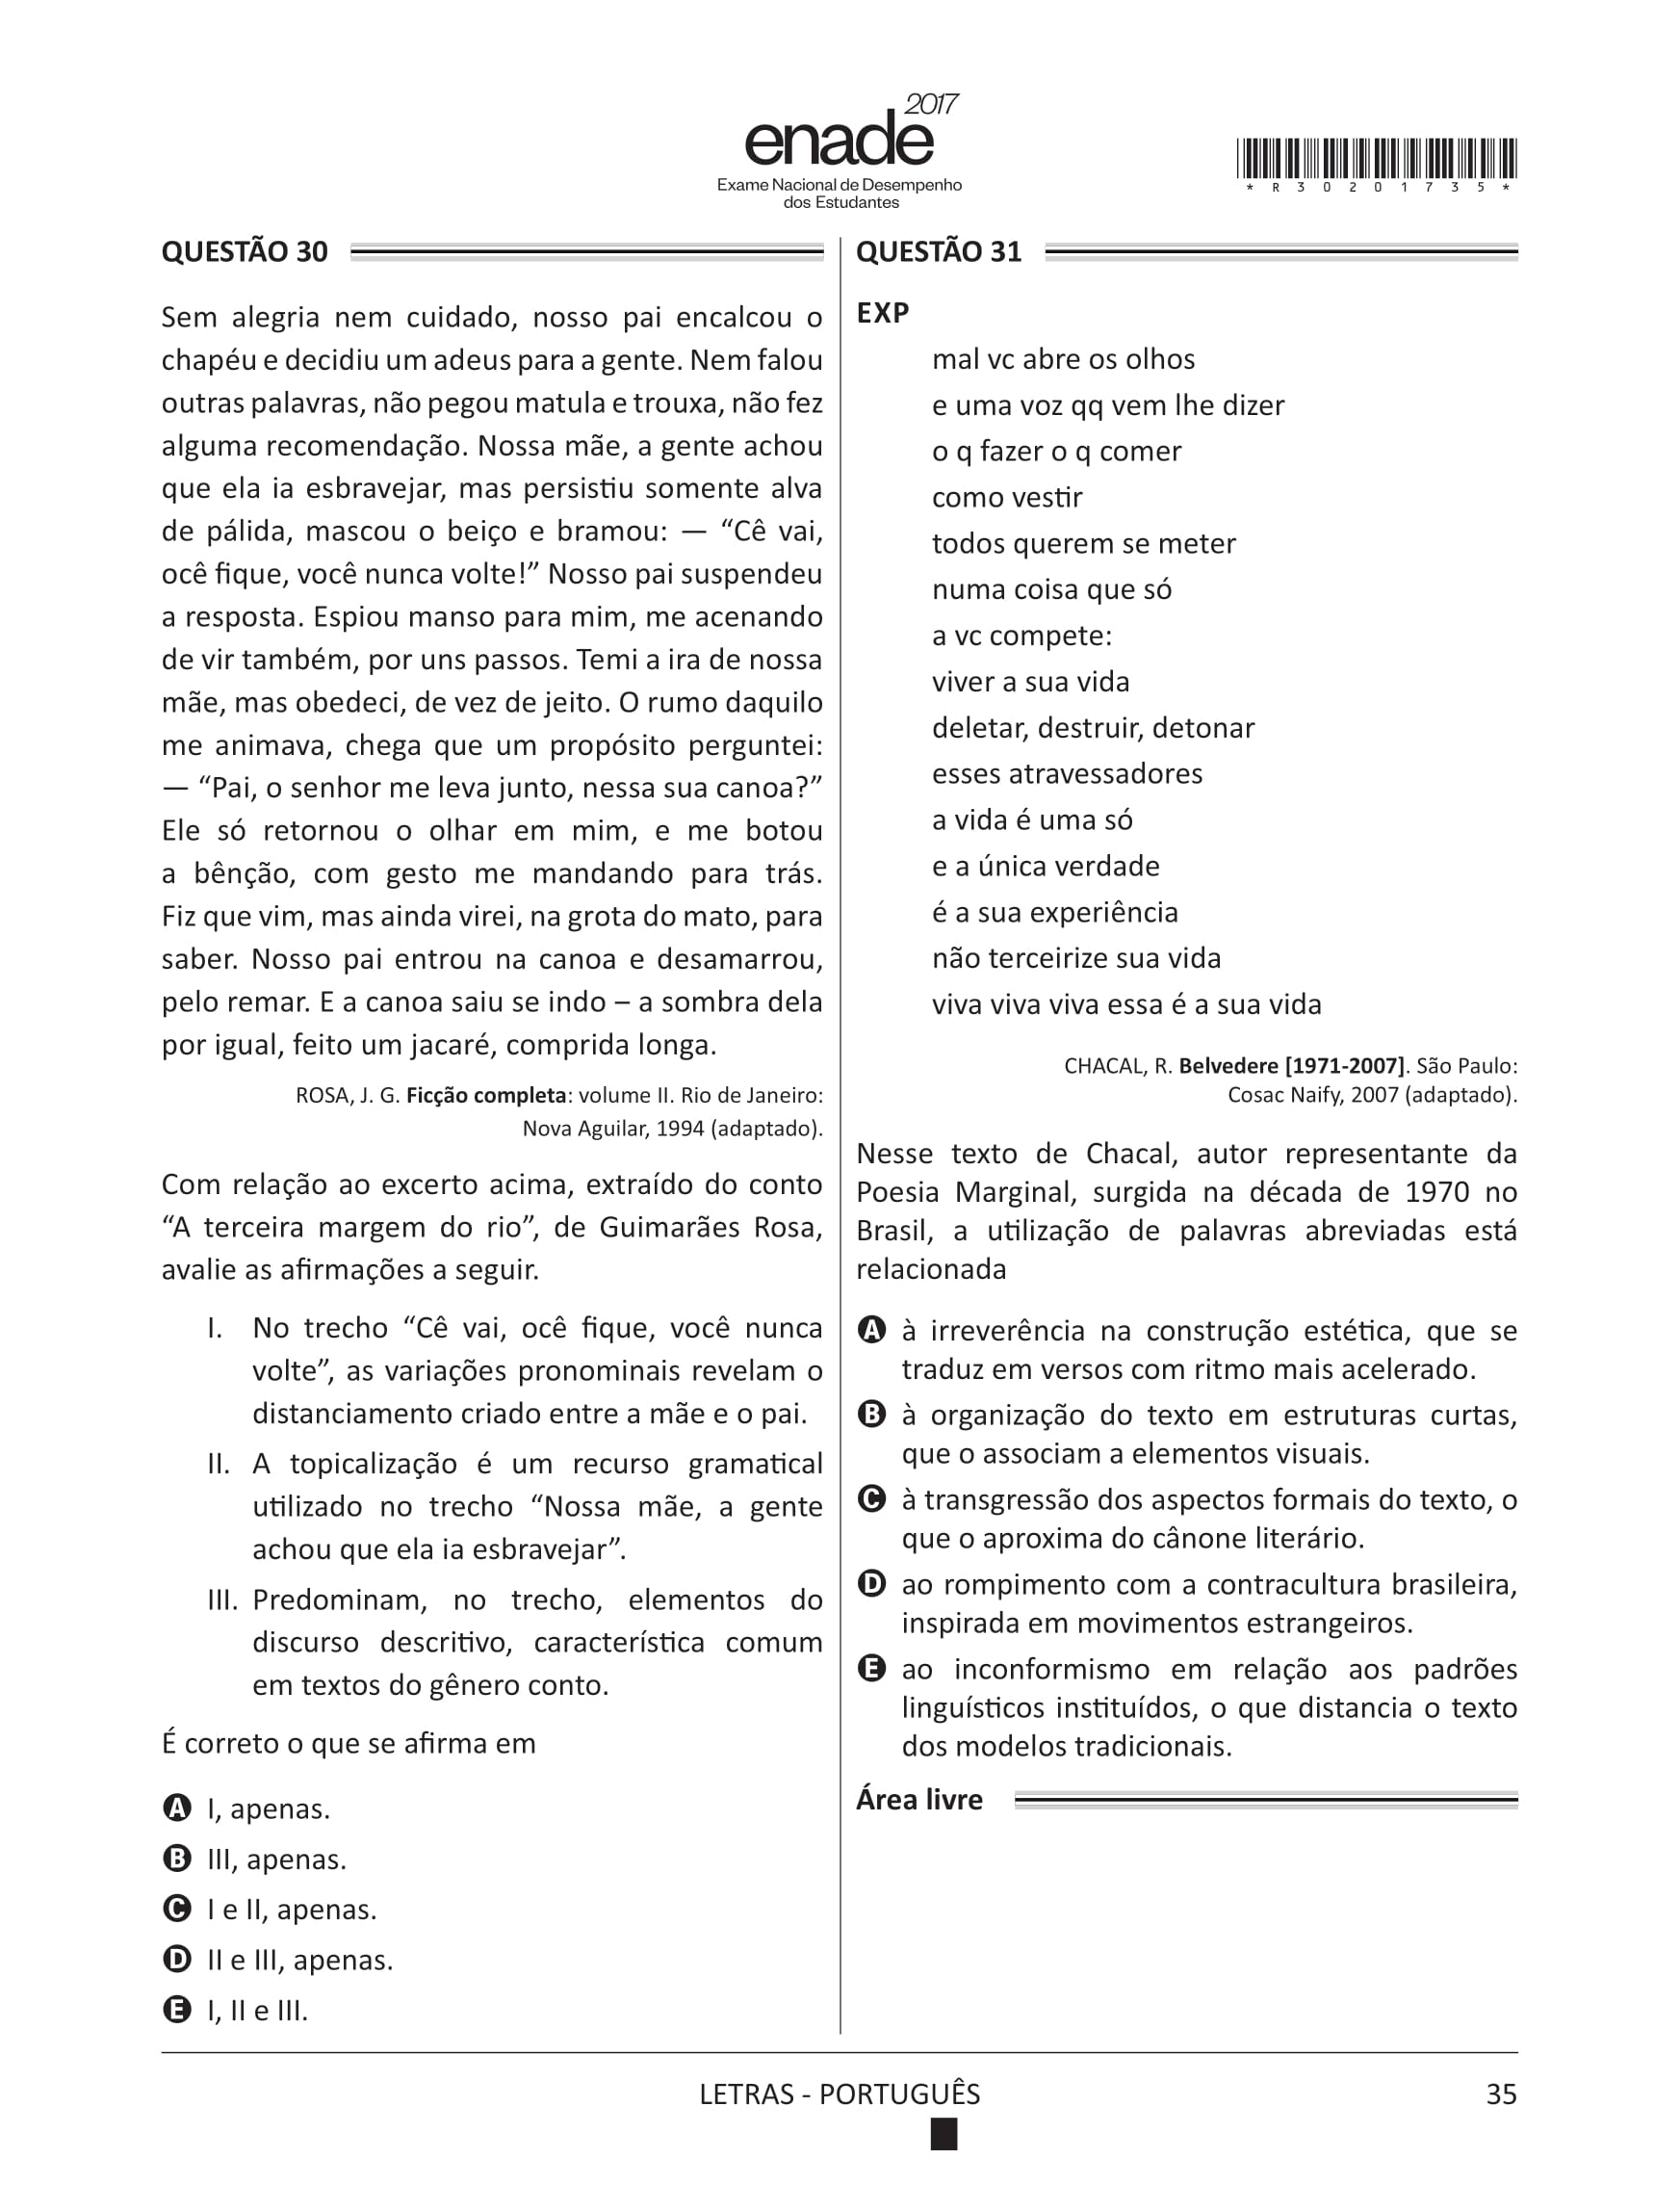 enade 2017
Exame Nacional de Desempenho
dos Estudantes
* R 3 0 2 0 1 7 3 5 *
QUESTÃO 30
Sem alegria nem cuidado, nosso pai encalcou o
chapéu e decidiu um adeus para a gente. Nem falou
outras palavras, não pegou matula e trouxa, não fez
alguma recomendação. Nossa mãe, a gente achou
que ela ia esbravejar, mas persistiu somente alva
de pálida, mascou o beiço e bramou: — “Cê vai,
ocê fique, você nunca volte!” Nosso pai suspendeu
a resposta. Espiou manso para mim, me acenando
de vir também, por uns passos. Temi a ira de nossa
mãe, mas obedeci, de vez de jeito. O rumo daquilo
me animava, chega que um propósito perguntei:
— “Pai, o senhor me leva junto, nessa sua canoa?”
Ele só retornou o olhar em mim, e me botou
a bênção, com gesto me mandando para trás.
Fiz que vim, mas ainda virei, na grota do mato, para
saber. Nosso pai entrou na canoa e desamarrou,
pelo remar. E a canoa saiu se indo – a sombra dela
por igual, feito um jacaré, comprida longa.
ROSA, J. G. Ficção completa: volume II. Rio de Janeiro:
Nova Aguilar, 1994 (adaptado).
Com relação ao excerto acima, extraído do conto
“A terceira margem do rio”, de Guimarães Rosa,
avalie as afirmações a seguir.
I. No trecho “Cê vai, ocê fique, você nunca
volte”, as variações pronominais revelam o
distanciamento criado entre a mãe e o pai.
II. A topicalização é um recurso gramatical
utilizado no trecho “Nossa mãe, a gente
achou que ela ia esbravejar”.
III. Predominam, no trecho, elementos do
discurso descritivo, característica comum
em textos do gênero conto.
É correto o que se afirma em
A I, apenas.
B III, apenas.
C I e II, apenas.
D II e III, apenas.
E I, II e III.
QUESTÃO 31
EXP
mal vc abre os olhos
e uma voz qq vem lhe dizer
o q fazer o q comer
como vestir
todos querem se meter
numa coisa que só
a vc compete:
viver a sua vida
deletar, destruir, detonar
esses atravessadores
a vida é uma só
e a única verdade
é a sua experiência
não terceirize sua vida
viva viva viva essa é a sua vida
CHACAL, R. Belvedere [1971-2007]. São Paulo:
Cosac Naify, 2007 (adaptado).
Nesse texto de Chacal, autor representante da
Poesia Marginal, surgida na década de 1970 no
Brasil, a utilização de palavras abreviadas está
relacionada
A à irreverência na construção estética, que se
traduz em versos com ritmo mais acelerado.
B à organização do texto em estruturas curtas,
que o associam a elementos visuais.
C à transgressão dos aspectos formais do texto, o
que o aproxima do cânone literário.
D ao rompimento com a contracultura brasileira,
inspirada em movimentos estrangeiros.
E ao inconformismo em relação aos padrões
linguísticos instituídos, o que distancia o texto
dos modelos tradicionais.
Área livre
LETRAS - PORTUGUÊS
35